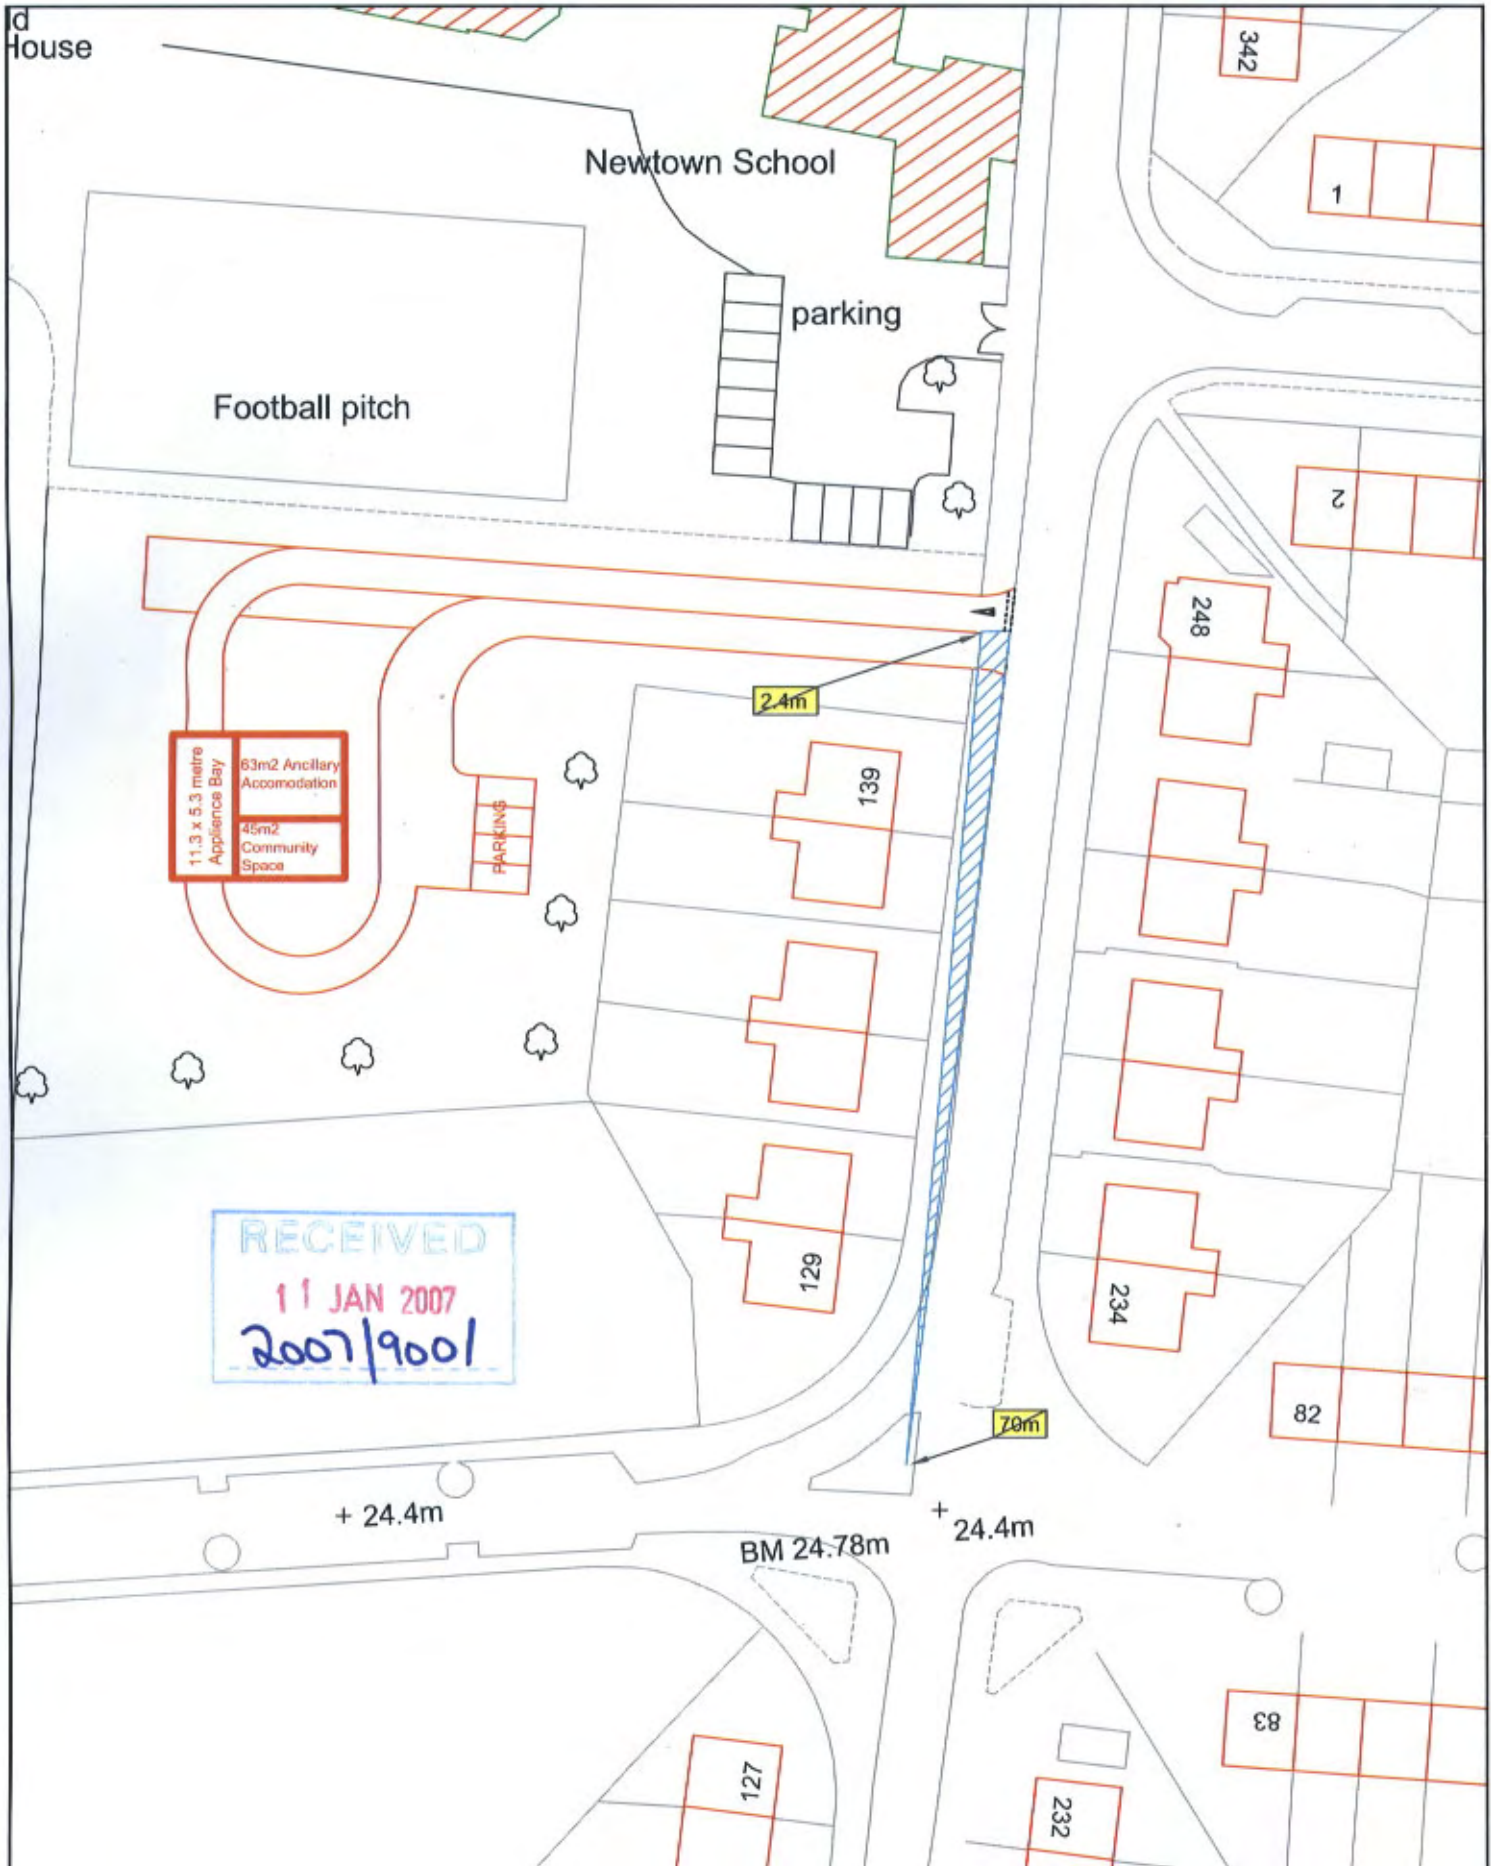 ld
House
342
Newtown School
1
parking
Football pitch
2
248
2.4m
139
11.3 x 5.3 metre
Applience Bay
63m2 Ancillary
Accomodation
45m2
Community
Space
PARKING
RECEIVED
11 JAN 2007
2007/9001
129
234
82
70m
+ 24.4m
+ 24.4m
BM 24.78m
83
127
232